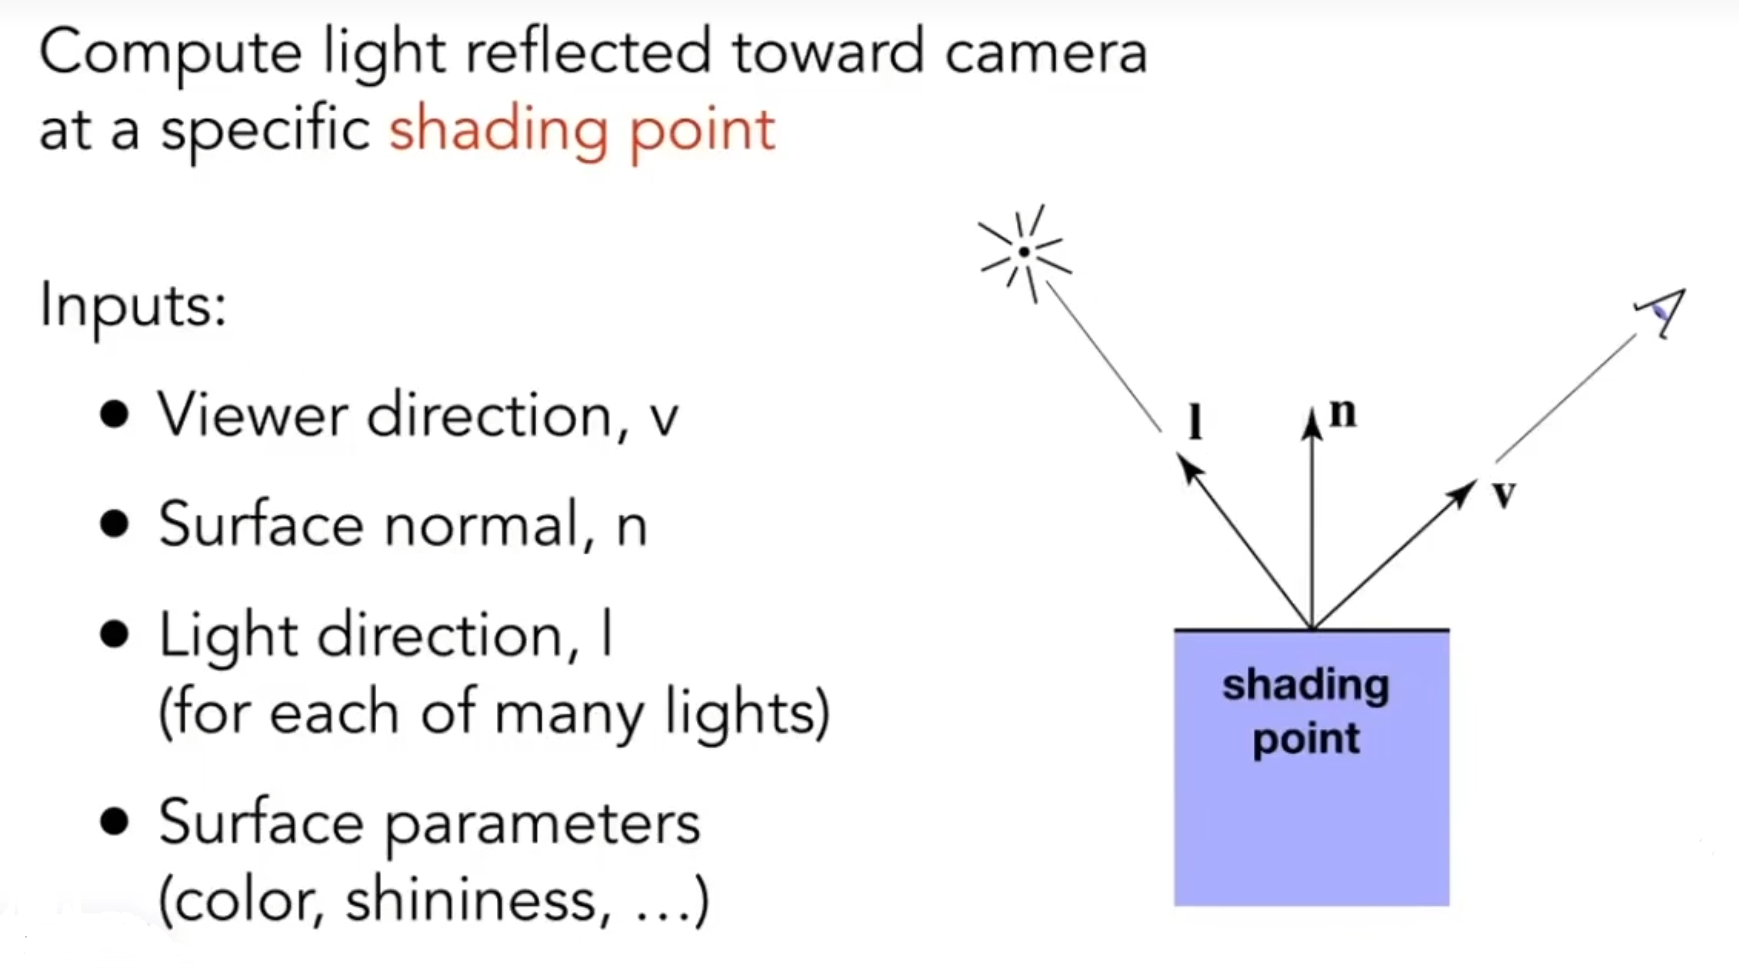 Compute light reflected toward camera
at a specific shading point
Inputs:
● Viewer direction, v
● Surface normal, n
● Light direction, l
(for each of many lights)
● Surface parameters
(color, shininess, ...)
l
n
v
shading
point